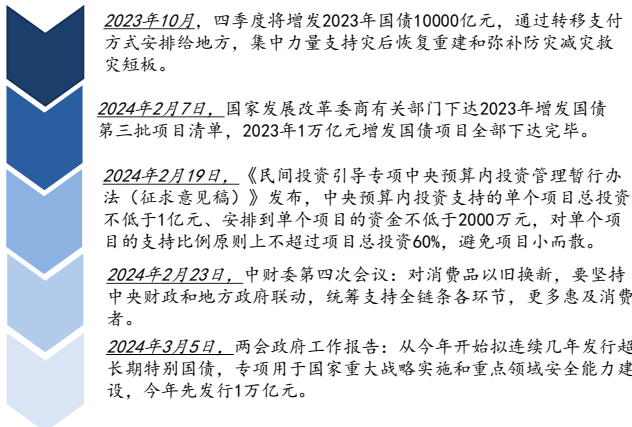 2023年10月，四季度将增发2023年国债10000亿元，通过转移支付
方式安排给地方，集中力量支持灾后恢复重建和弥补防灾减灾救
灾短板。
2024年2月7日，国家发展改革委商有关部门下达2023年增发国债
第三批项目清单，2023年1万亿元增发国债项目全部下达完毕。
2024年2月19日，《民间投资引导专项中央预算内投资管理暂行办
法（征求意见稿）》发布，中央预算内投资支持的单个项目总投资
不低于1亿元、安排到单个项目的资金不低于2000万元，对单个项
目的支持比例原则上不超过项目总投资60%，避免项目小而散。
2024年2月23日，中财委第四次会议：对消费品以旧换新，要坚持
中央财政和地方政府联动，统筹支持全链条各环节，更多惠及消费
者。
2024年3月5日，两会政府工作报告：从今年开始拟连续几年发行超
长期特别国债，专项用于国家重大战略实施和重点领域安全能力建
设，今年先发行1万亿元。